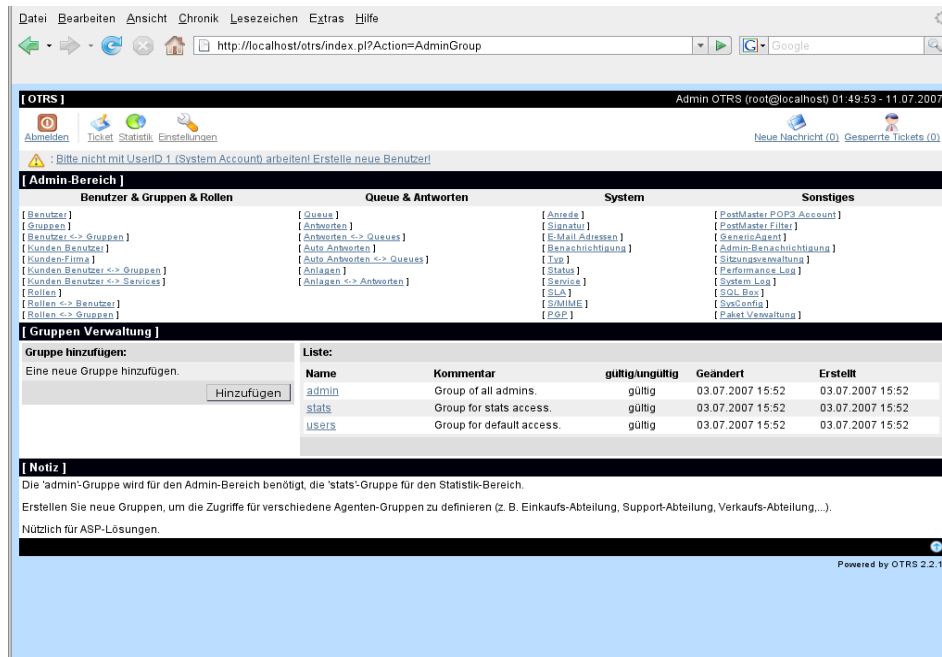 Datei Bearbeiten Ansicht Chronik Lesezeichen Extras Hilfe
http://localhost/otrs/index.pl?Action=AdminGroup
G Google
[ OTRS ] Admin OTRS (root@localhost) 01:49:53 - 11.07.2007
Abmelden Ticket Statistik Einstellungen Neue Nachricht (0) Gesperrte Tickets (0)
: Bitte nicht mit UserID 1 (System Account) arbeiten! Erstelle neue Benutzer!
[ Admin-Bereich ]
Benutzer & Gruppen & Rollen Queue & Antworten System Sonstiges
[ Benutzer ] [ Queue ] [ Anrede ] [ PostMaster POP3 Account ]
[ Gruppen ] [ Antworten ] [ Signatur ] [ PostMaster Filter ]
[ Benutzer <-> Gruppen ] [ Antworten <-> Queues ] [ E-Mail Adressen ] [ GenericAgent ]
[ Kunden Benutzer ] [ Auto Antworten ] [ Benachrichtigung ] [ Admin-Benachrichtigung ]
[ Kunden-Firma ] [ Auto Antworten <-> Queues ] [ Typ ] [ Sitzungsverwaltung ]
[ Kunden Benutzer <-> Gruppen ] [ Anlagen ] [ Status ] [ Performance Log ]
[ Kunden Benutzer <-> Services ] [ Anlagen <-> Antworten ] [ Service ] [ System Log ]
[ Rollen ] [ SLA ] [ SQL Box ]
[ Rollen <-> Benutzer ] [ S/MIME ] [ SysConfig ]
[ Rollen <-> Gruppen ] [ PGP ] [ Paket Verwaltung ]
[ Gruppen Verwaltung ]
Gruppe hinzufügen: Liste:
Eine neue Gruppe hinzufügen. Name Kommentar gültig/ungültig Geändert Erstellt
Hinzufügen admin Group of all admins. gültig 03.07.2007 15:52 03.07.2007 15:52
stats Group for stats access. gültig 03.07.2007 15:52 03.07.2007 15:52
users Group for default access. gültig 03.07.2007 15:52 03.07.2007 15:52
[ Notiz ]
Die 'admin'-Gruppe wird für den Admin-Bereich benötigt, die 'stats'-Gruppe für den Statistik-Bereich.
Erstellen Sie neue Gruppen, um die Zugriffe für verschiedene Agenten-Gruppen zu definieren (z. B. Einkaufs-Abteilung, Support-Abteilung, Verkaufs-Abteilung,...).
Nützlich für ASP-Lösungen.
Powered by OTRS 2.2.1